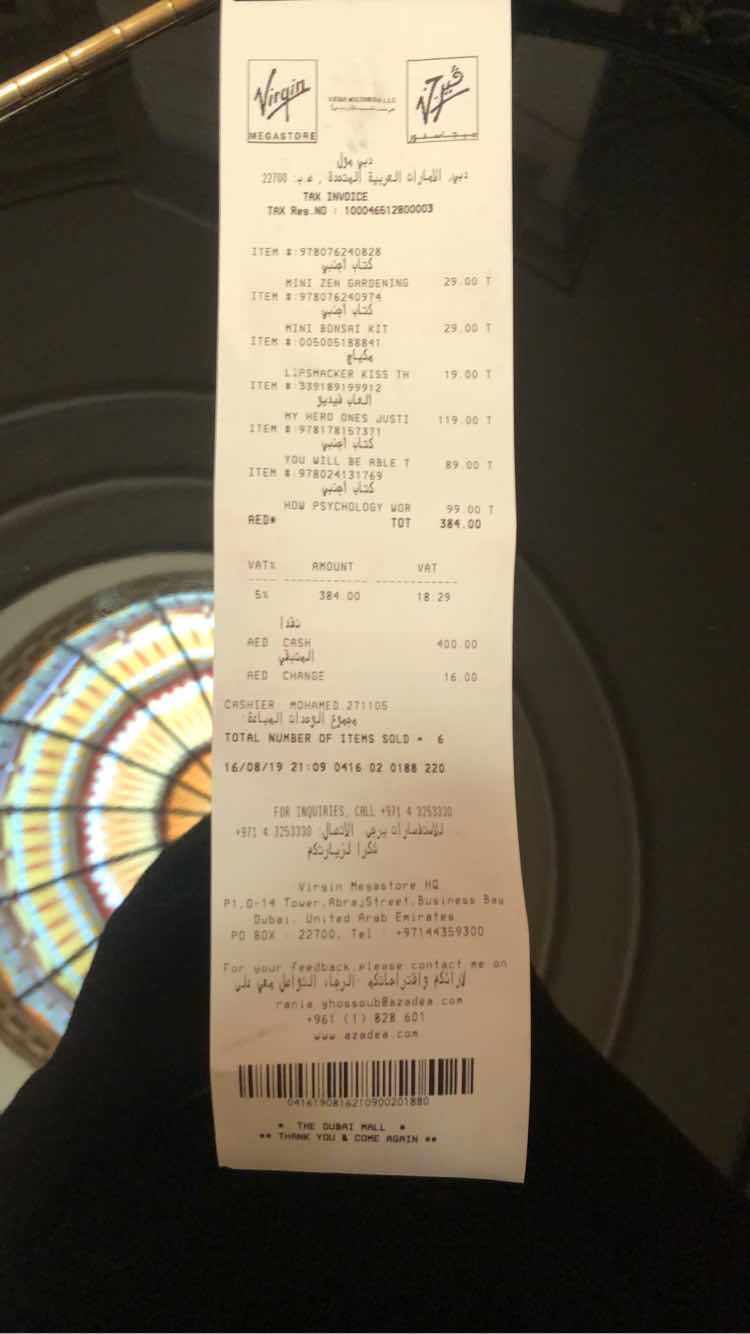 Virgin
MEGASTORE
VIRGIN MULTIMEDIA L.L.C
ڤيرجن
ميجاستور
دبي مول
دبي, الامارات العربية المتحدة , ص.ب: 22700
TAX INVOICE
TAX Res.NO : 100046512800003
ITEM #:978076240828
كتاب اجنبي
MINI ZEN GARDENING 29.00 T
ITEM #:978076240974
كتاب اجنبي
MINI BONSAI KIT 29.00 T
ITEM #:005005188841
مكياج
LIPSMACKER KISS TH 19.00 T
ITEM #:339189199912
العاب فيديو
MY HERO ONES JUSTI 119.00 T
ITEM #:978178157371
كتاب اجنبي
YOU WILL BE ABLE T 89.00 T
ITEM #:978024131769
كتاب اجنبي
HOW PSYCHOLOGY WOR 99.00 T
AED* TOT 384.00
VAT% AMOUNT VAT
5% 384.00 18.29
نقدا
AED CASH 400.00
المتبقي
AED CHANGE 16.00
CASHIER MOHAMED.271105
مجموع الوحدات المباعة:
TOTAL NUMBER OF ITEMS SOLD = 6
16/08/19 21:09 0416 02 0188 220
FOR INQUIRIES, CALL +971 4 3253330
للاستفسارات يرجى الاتصال: 3253330 4 971+
شكرا لزيارتكم
Virgin Megastore HQ
P1,O-14 Tower,AbrajStreet,Business Bay
Dubai, United Arab Emirates
PO BOX : 22700, Tel : +97144359300
For your feedback,please contact me on
لارائكم واقتراحاتكم الرجاء التواصل معي على
rania.ghossoub@azadea.com
+961 (1) 828 601
www.azadea.com
0416190816210900201880
* THE DUBAI MALL *
** THANK YOU & COME AGAIN **